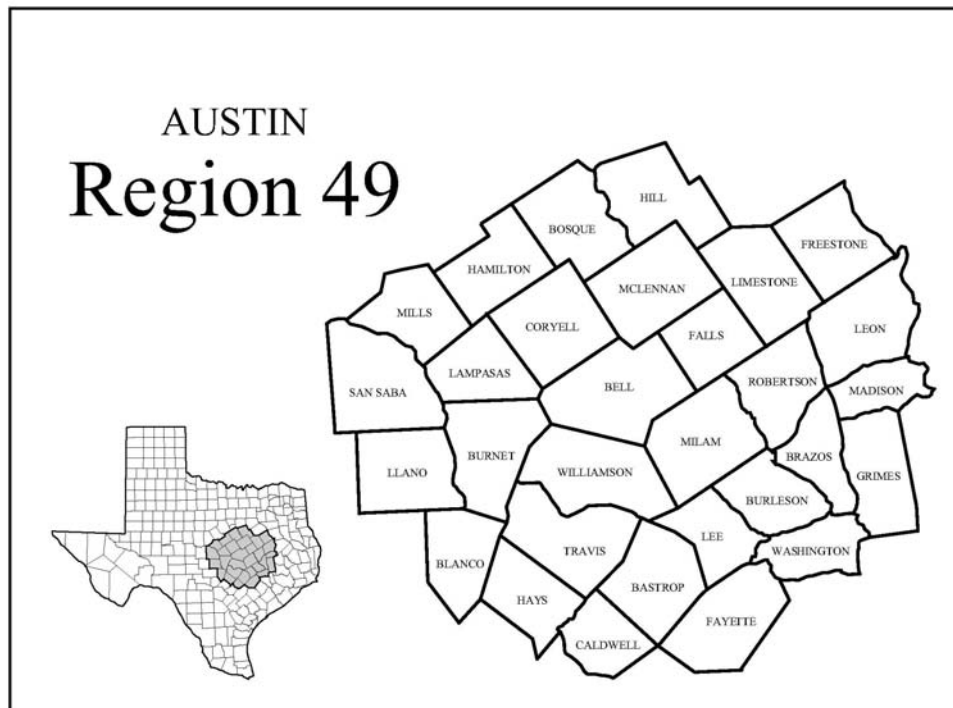 AUSTIN
Region 49
HILL
BOSQUE
FREESTONE
HAMILTON
LIMESTONE
MCLENNAN
MILLS
CORYELL
FALLS
LEON
LAMPASAS
BELL
ROBERTSON
MADISON
SAN SABA
MILAM
BURNET
BRAZOS
LLANO
WILLIAMSON
GRIMES
BURLESON
LEE
TRAVIS
WASHINGTON
BLANCO
BASTROP
HAYS
FAYETTE
CALDWELL